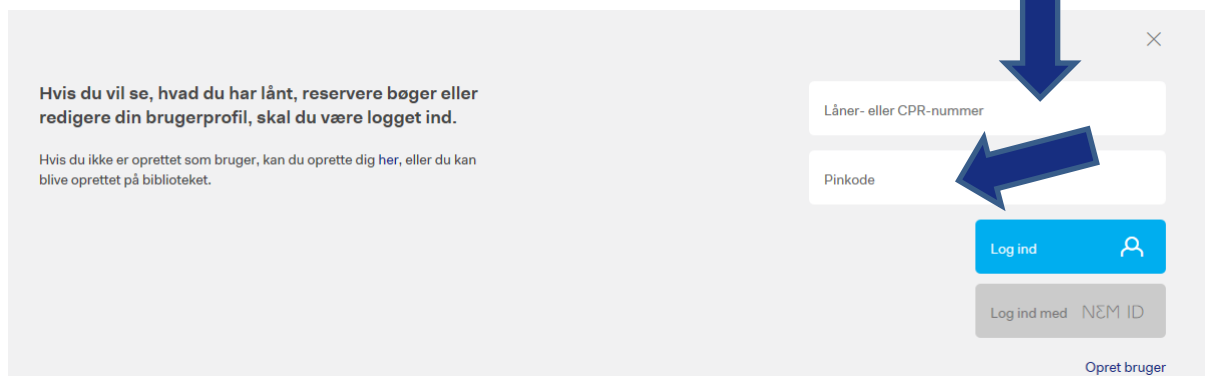 Hvis du vil se, hvad du har lånt, reservere bøger eller
redigere din brugerprofil, skal du være logget ind.
Hvis du ikke er oprettet som bruger, kan du oprette dig her, eller du kan
blive oprettet på biblioteket.
Låner- eller CPR-nummer
Pinkode
Log ind
Log ind med NEM ID
Opret bruger